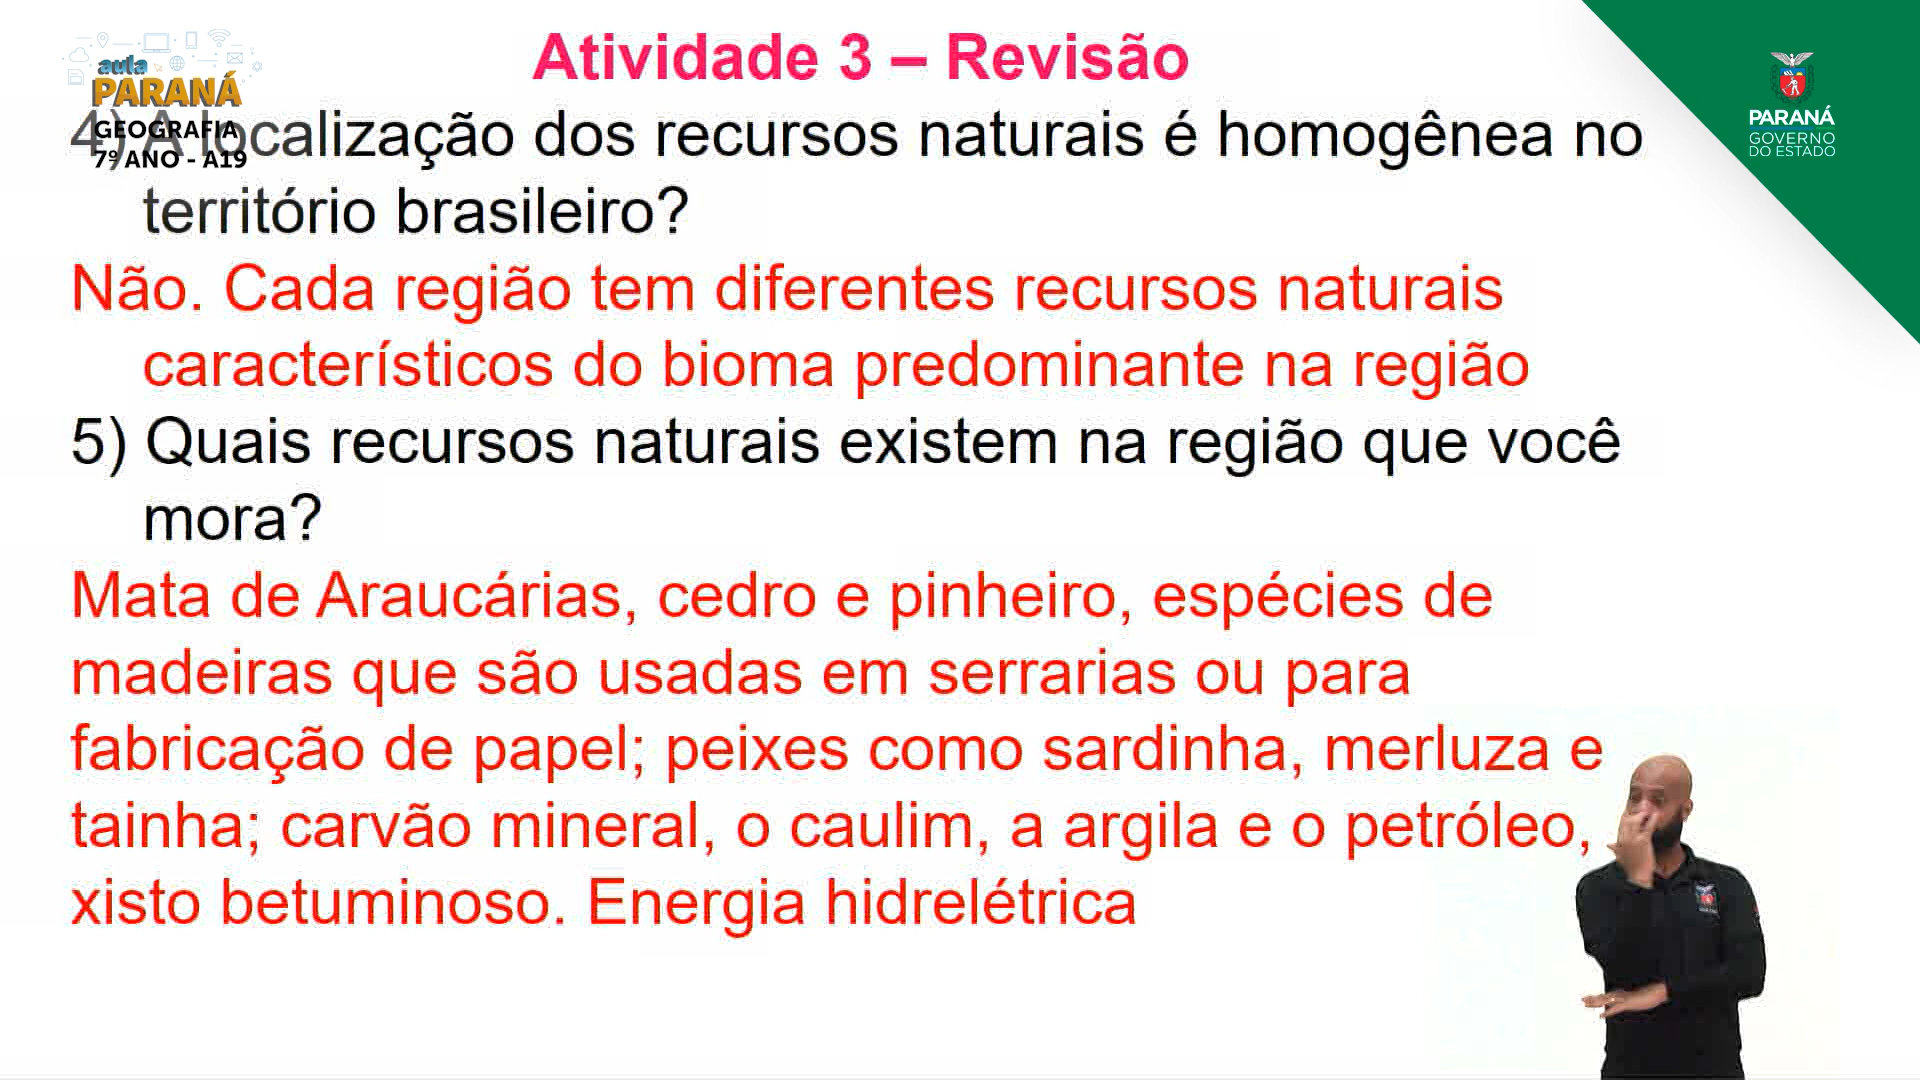 Atividade 3 – Revisão
aula
PARANÁ
GEOGRAFIA
7º ANO - A19
PARANÁ
GOVERNO
DO ESTADO
4) A localização dos recursos naturais é homogênea no
território brasileiro?
Não. Cada região tem diferentes recursos naturais
característicos do bioma predominante na região
5) Quais recursos naturais existem na região que você
mora?
Mata de Araucárias, cedro e pinheiro, espécies de
madeiras que são usadas em serrarias ou para
fabricação de papel; peixes como sardinha, merluza e
tainha; carvão mineral, o caulim, a argila e o petróleo,
xisto betuminoso. Energia hidrelétrica